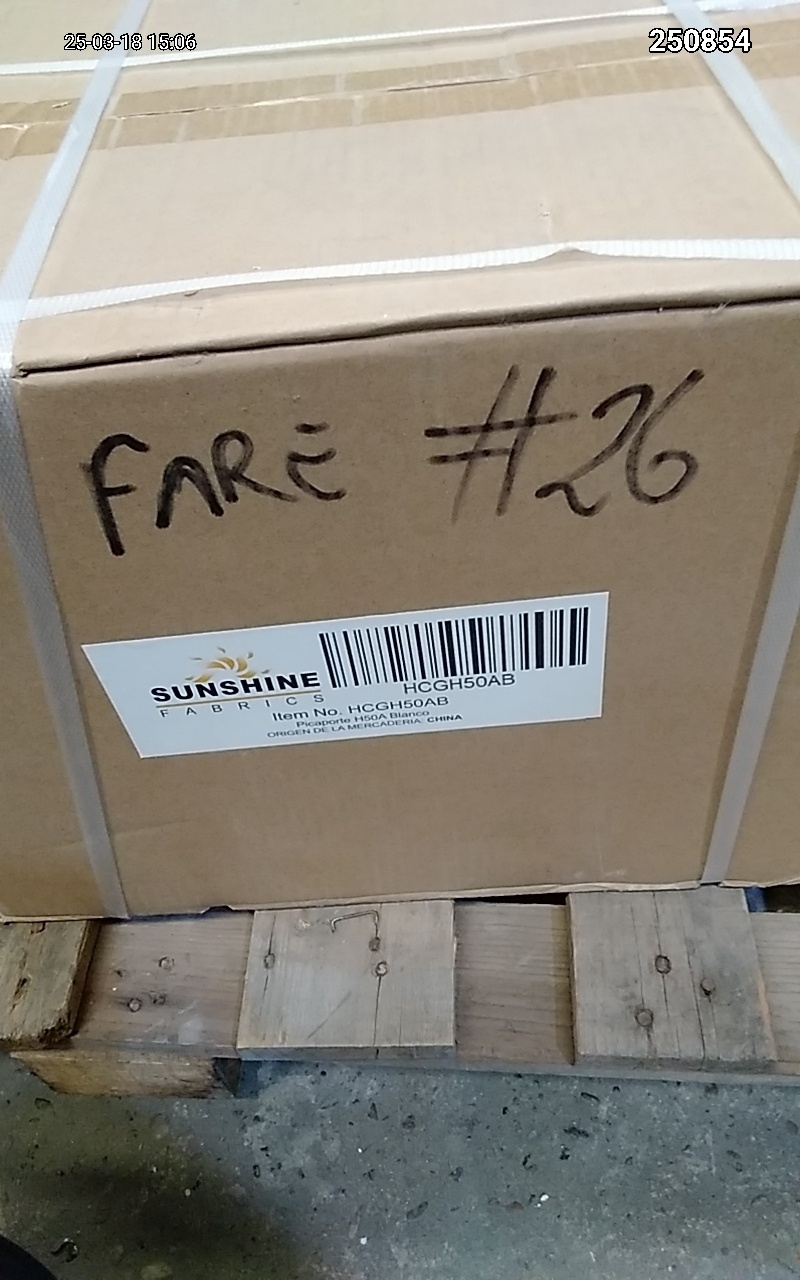 25-03-18 15:06
250854
FARE #26
SUNSHINE
FABRICS
HCGH50AB
Item No. HCGH50AB
Picaporte H50A Blanco
ORIGEN DE LA MERCADERIA: CHINA